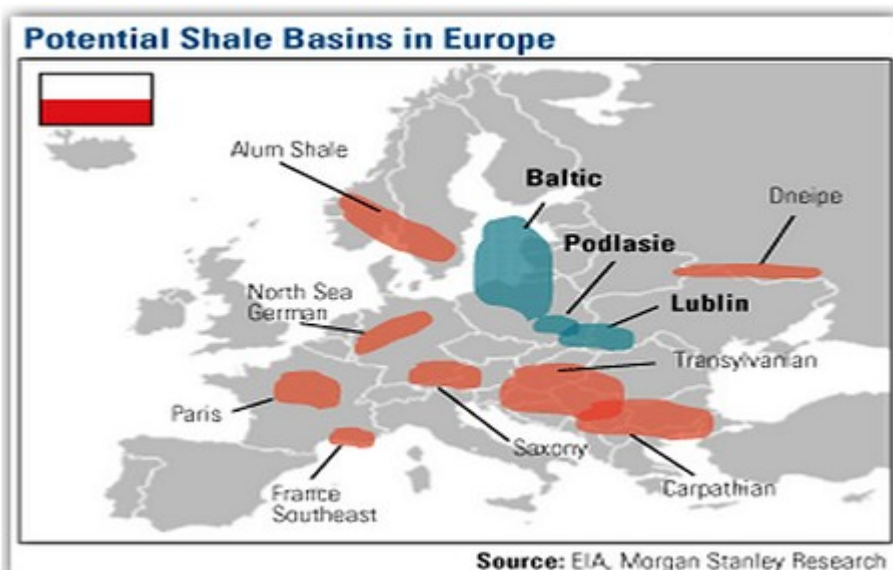 Potential Shale Basins in Europe
Alum Shale
Baltic
Dneipe
Podlasie
North Sea
German
Lublin
Transylvanian
Paris
Saxony
Carpathian
France
Southeast
Source: EIA, Morgan Stanley Research